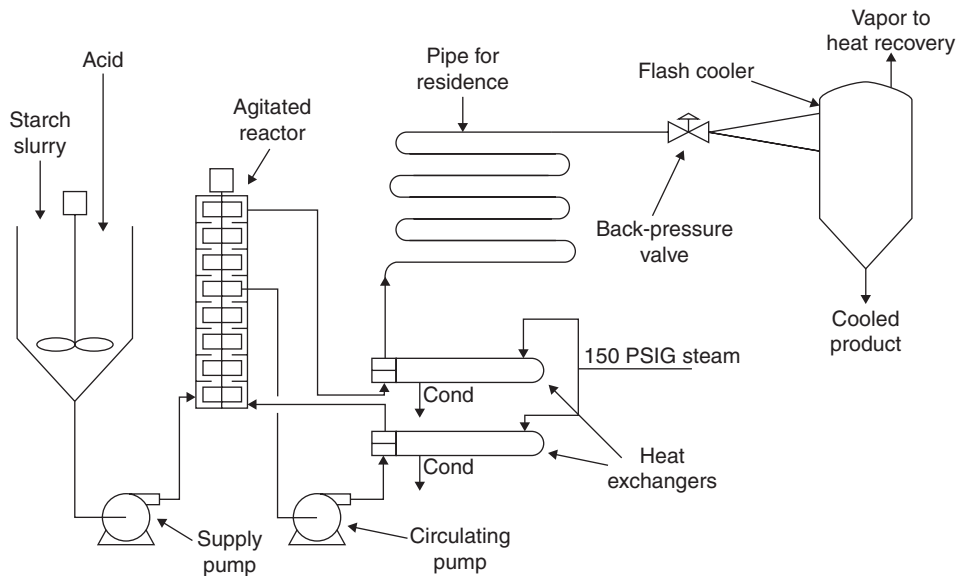 Acid
Starch
slurry
Agitated
reactor
Pipe for
residence
Flash cooler
Vapor to
heat recovery
Back-pressure
valve
Cooled
product
150 PSIG steam
Cond
Cond
Heat
exchangers
Supply
pump
Circulating
pump